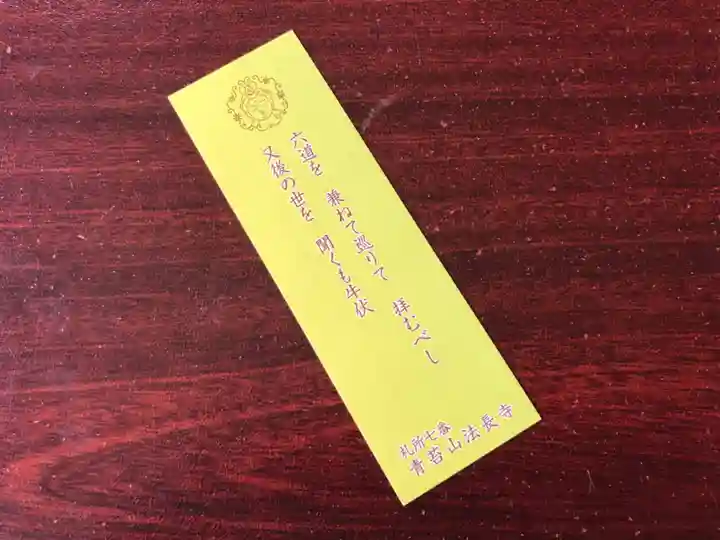 六道を 兼ねて巡りて 拝むべし
又後の世を 聞くも牛伏
札所七番
青苔山法長寺